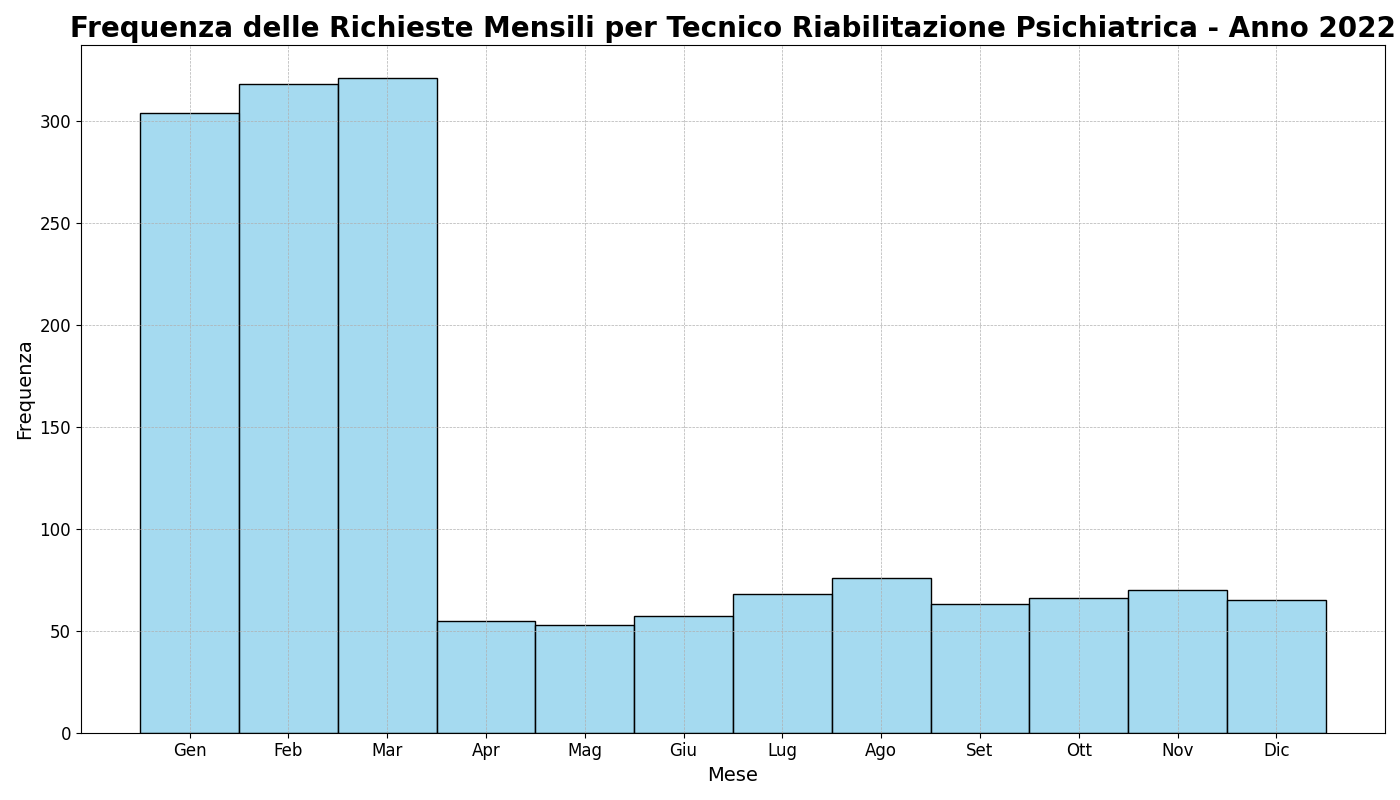 Frequenza delle Richieste Mensili per Tecnico Riabilitazione Psichiatrica - Anno 2022
Frequenza
300
250
200
150
100
50
0
Gen Feb Mar Apr Mag Giu Lug Ago Set Ott Nov Dic
Mese